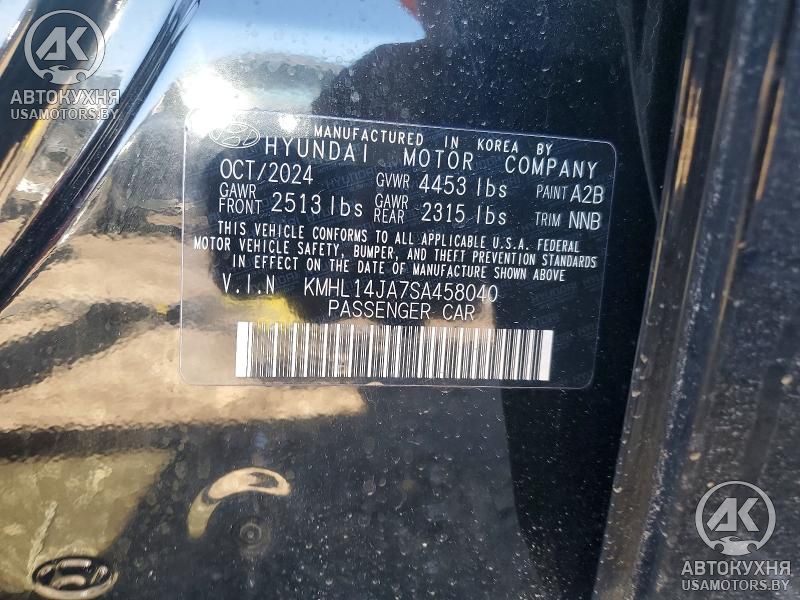 AK
АВТОКУХНЯ
USAMOTORS.BY
MANUFACTURED IN KOREA BY
HYUNDAI MOTOR COMPANY
OCT/2024 GVWR 4453 lbs PAINT A2B
GAWR FRONT 2513 lbs GAWR REAR 2315 lbs TRIM NNB
THIS VEHICLE CONFORMS TO ALL APPLICABLE U.S.A. FEDERAL
MOTOR VEHICLE SAFETY, BUMPER, AND THEFT PREVENTION
STANDARDS IN EFFECT ON THE DATE OF MANUFACTURE SHOWN ABOVE
V.I.N KMHL14JA7SA458040
PASSENGER CAR
AK
АВТОКУХНЯ
USAMOTORS.BY